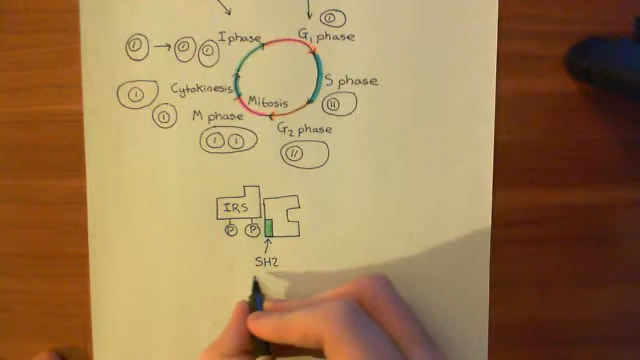 I phase
G₁ phase
S phase
Cytokinesis
Mitosis
M phase
G₂ phase
IRS
P P
SH2